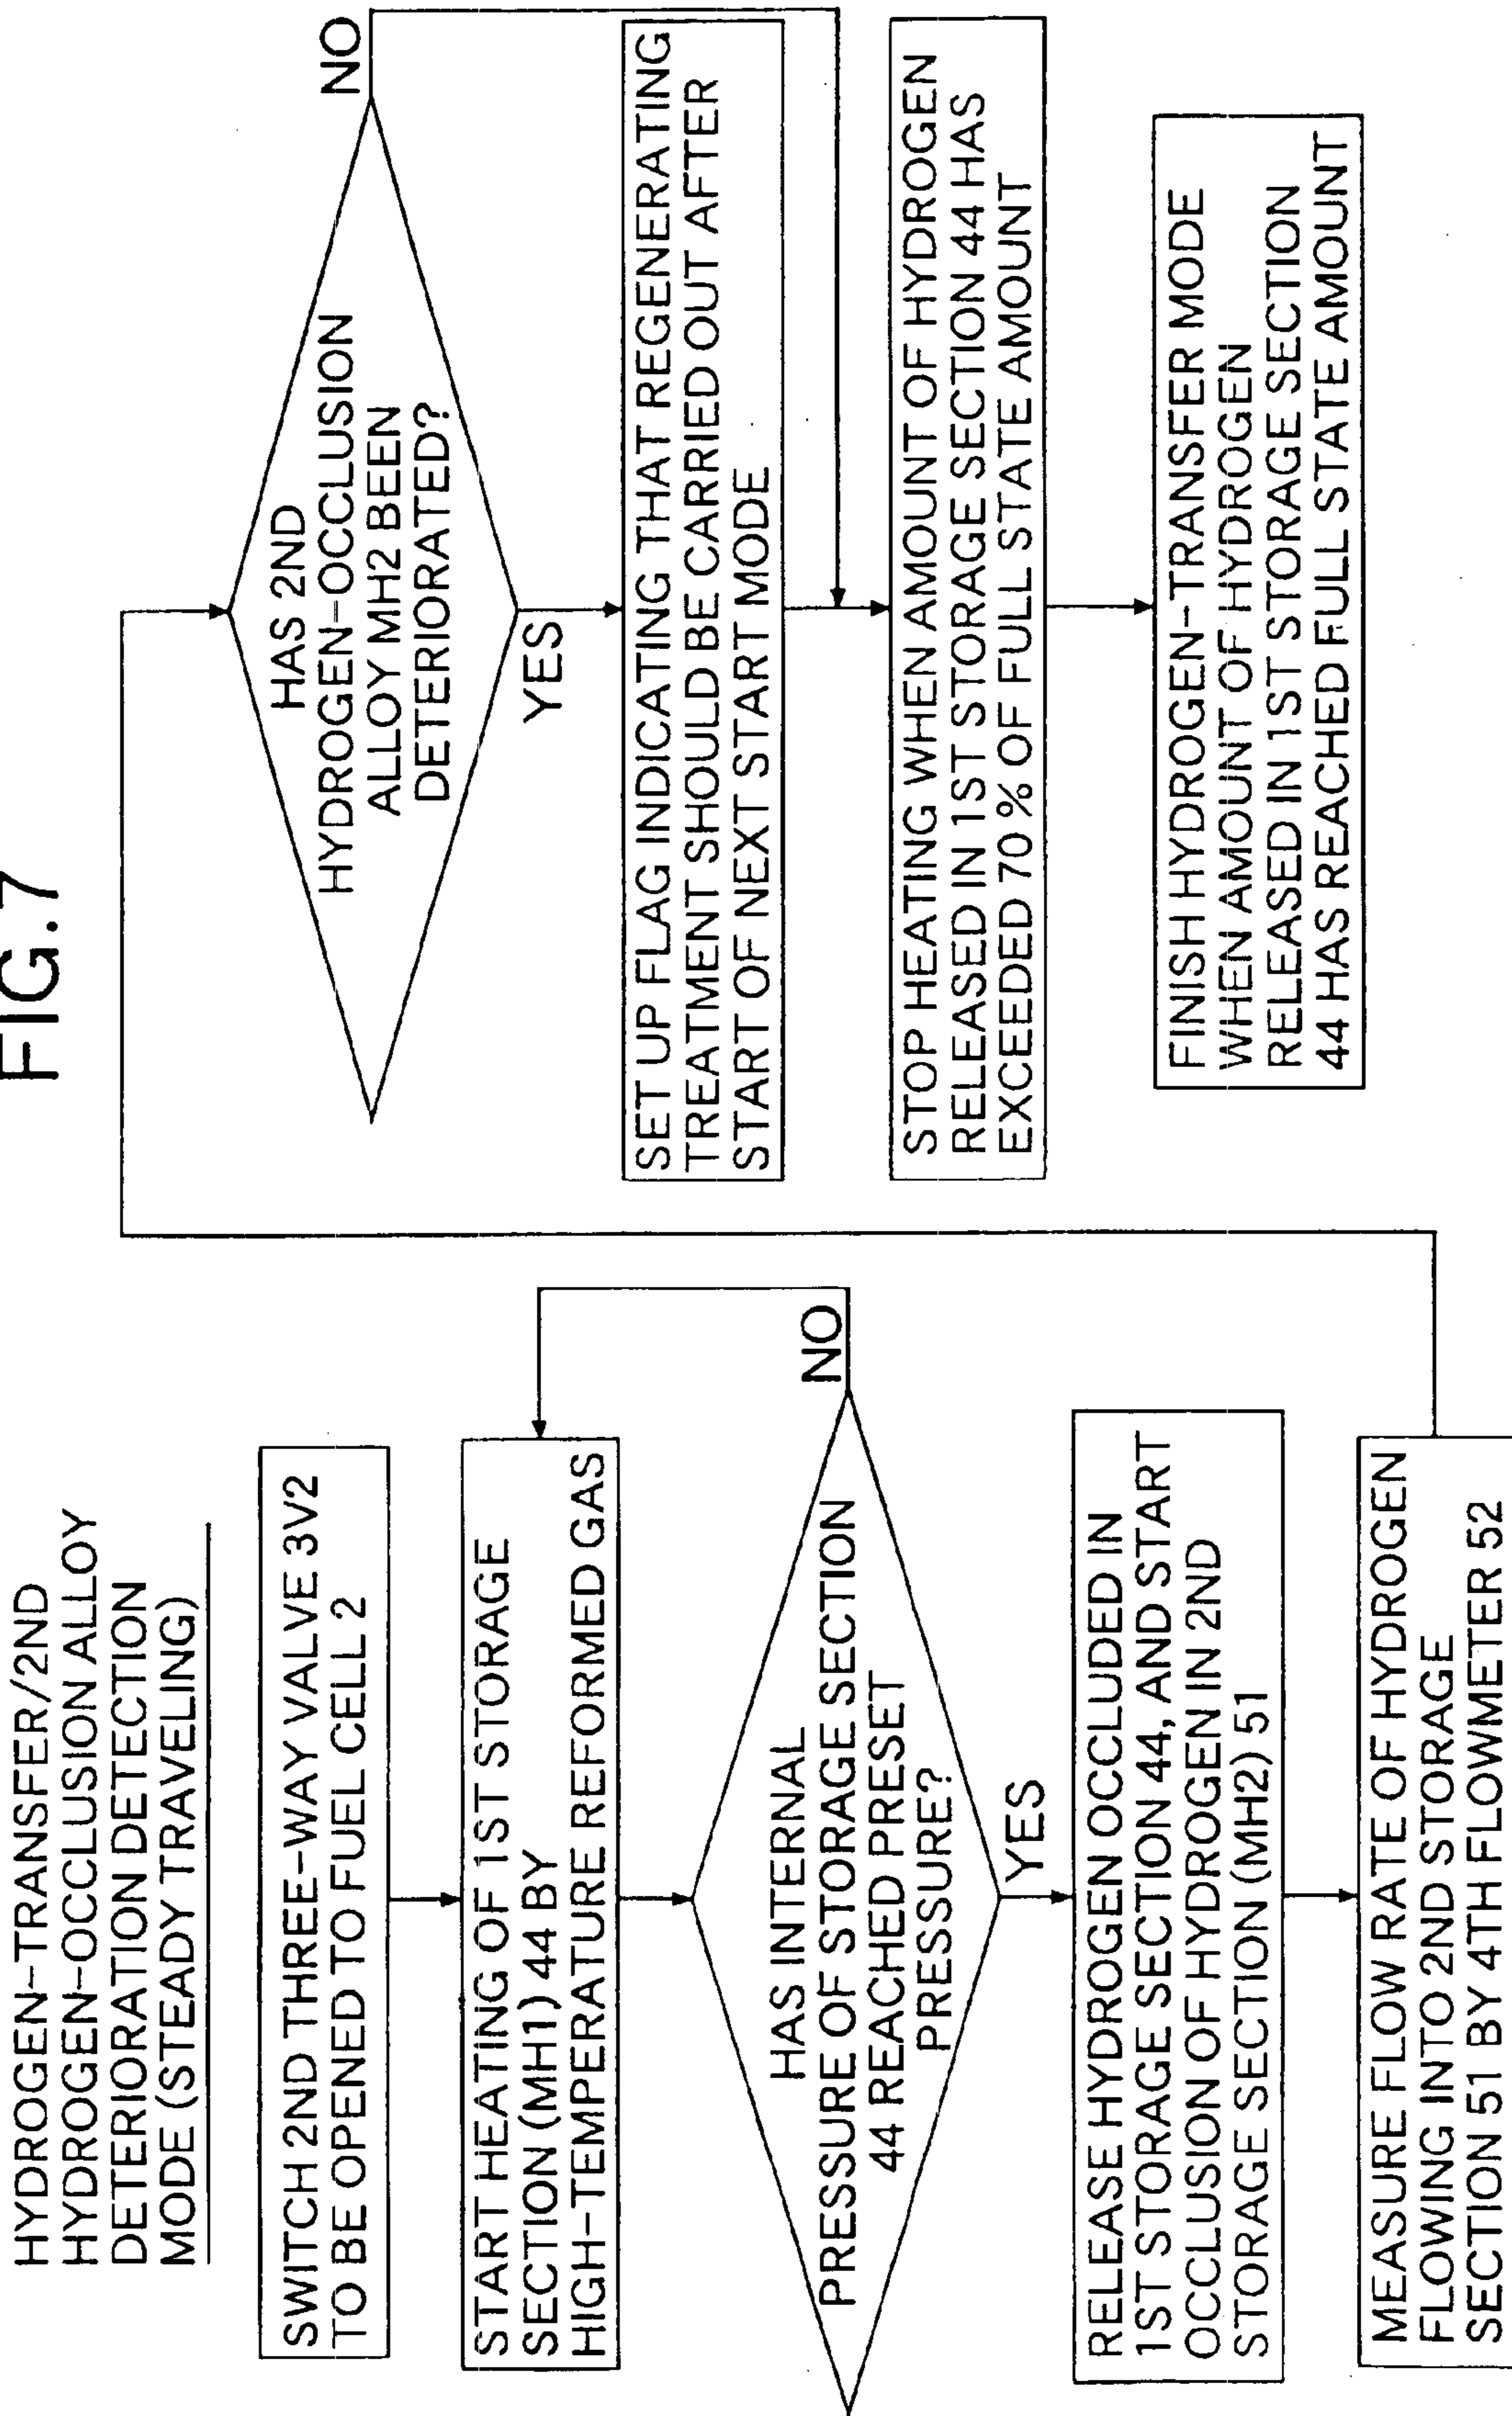 FIG.7
HYDROGEN-TRANSFER/2ND
HYDROGEN-OCCLUSION ALLOY
DETERIORATION DETECTION
MODE (STEADY TRAVELING)
SWITCH 2ND THREE-WAY VALVE 3V2
TO BE OPENED TO FUEL CELL 2
START HEATING OF 1ST STORAGE
SECTION (MH1) 44 BY
HIGH-TEMPERATURE REFORMED GAS
HAS INTERNAL
PRESSURE OF STORAGE SECTION
44 REACHED PRESET
PRESSURE?
NO
YES
RELEASE HYDROGEN OCCLUDED IN
1ST STORAGE SECTION 44, AND START
OCCLUSION OF HYDROGEN IN 2ND
STORAGE SECTION (MH2) 51
MEASURE FLOW RATE OF HYDROGEN
FLOWING INTO 2ND STORAGE
SECTION 51 BY 4TH FLOWMETER 52
HAS 2ND
HYDROGEN-OCCLUSION
ALLOY MH2 BEEN
DETERIORATED?
NO
YES
SET UP FLAG INDICATING THAT REGENERATING
TREATMENT SHOULD BE CARRIED OUT AFTER
START OF NEXT START MODE
STOP HEATING WHEN AMOUNT OF HYDROGEN
RELEASED IN 1ST STORAGE SECTION 44 HAS
EXCEEDED 70% OF FULL STATE AMOUNT
FINISH HYDROGEN-TRANSFER MODE
WHEN AMOUNT OF HYDROGEN
RELEASED IN 1ST STORAGE SECTION
44 HAS REACHED FULL STATE AMOUNT